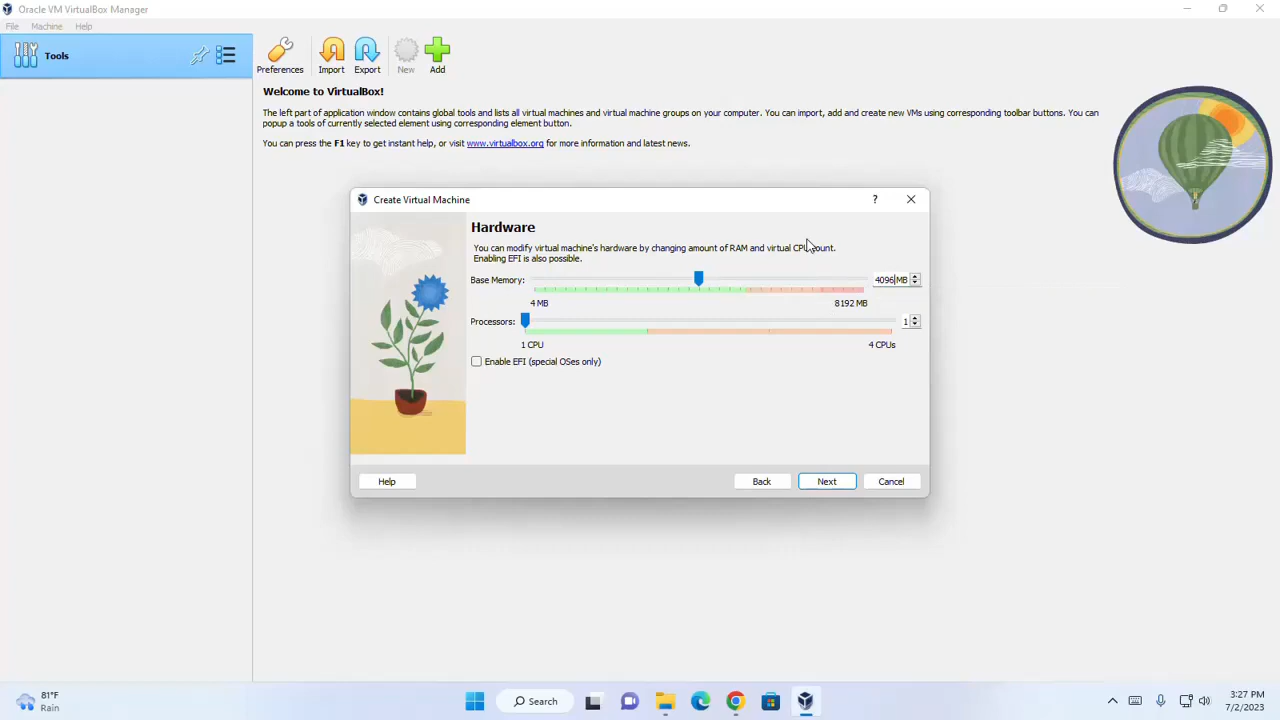 Oracle VM VirtualBox Manager
File Machine Help
Tools
Preferences Import Export New Add
Welcome to VirtualBox!
The left part of application window contains global tools and lists all virtual machines and virtual machine groups on your computer. You can import, add and create new VMs using corresponding toolbar buttons. You can
popup a tools of currently selected element using corresponding element button.
You can press the F1 key to get instant help, or visit www.virtualbox.org for more information and latest news.
Create Virtual Machine
?
Hardware
You can modify virtual machine's hardware by changing amount of RAM and virtual CPU count.
Enabling EFI is also possible.
Base Memory: 4096 MB
4 MB 8192 MB
Processors: 1
1 CPU 4 CPUs
Enable EFI (special OSes only)
Help Back Next Cancel
81°F
Rain
Search
3:27 PM
7/2/2023